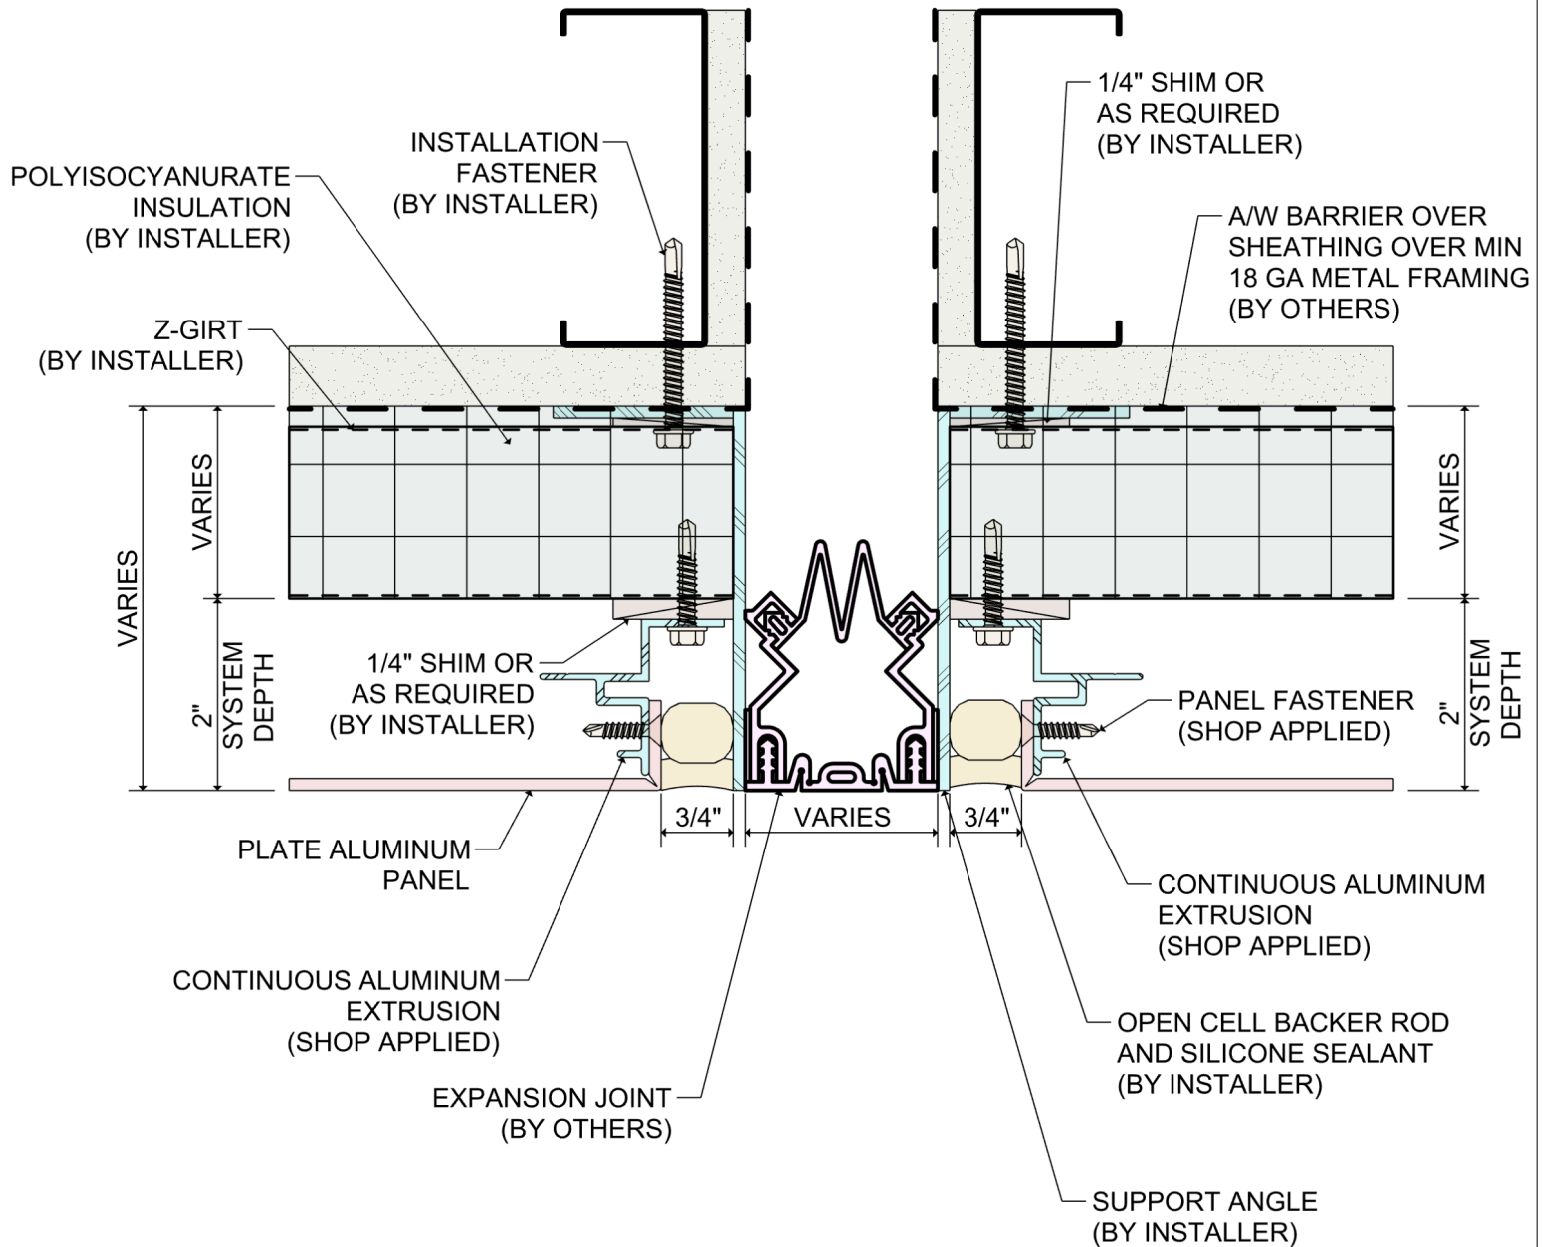 1/4" SHIM OR
AS REQUIRED
(BY INSTALLER)
INSTALLATION
FASTENER
(BY INSTALLER)
POLYISOCYANURATE
INSULATION
(BY INSTALLER)
A/W BARRIER OVER
SHEATHING OVER MIN
18 GA METAL FRAMING
(BY OTHERS)
Z-GIRT
(BY INSTALLER)
VARIES
VARIES
2"
SYSTEM
DEPTH
VARIES
2"
SYSTEM
DEPTH
1/4" SHIM OR
AS REQUIRED
(BY INSTALLER)
PANEL FASTENER
(SHOP APPLIED)
3/4"
VARIES
3/4"
PLATE ALUMINUM
PANEL
CONTINUOUS ALUMINUM
EXTRUSION
(SHOP APPLIED)
CONTINUOUS ALUMINUM
EXTRUSION
(SHOP APPLIED)
OPEN CELL BACKER ROD
AND SILICONE SEALANT
(BY INSTALLER)
EXPANSION JOINT
(BY OTHERS)
SUPPORT ANGLE
(BY INSTALLER)